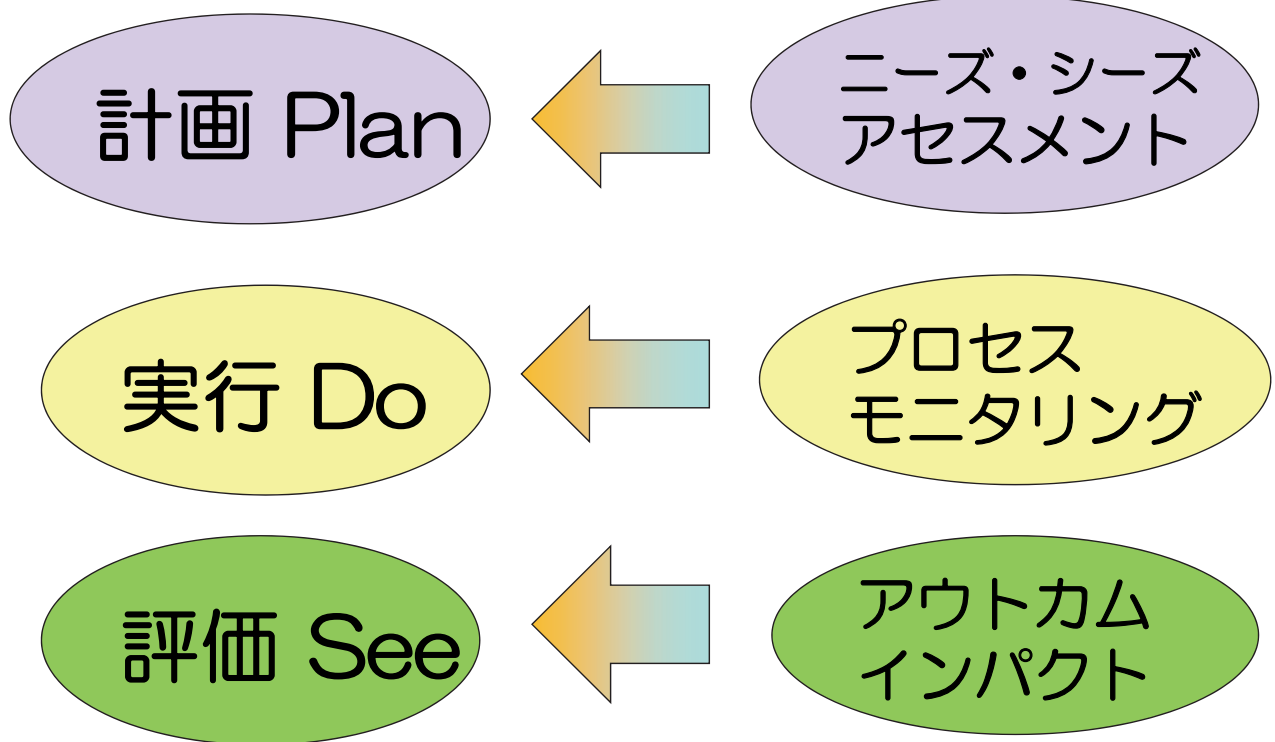 計画 Plan
ニーズ・シーズ
アセスメント
実行 Do
プロセス
モニタリング
評価 See
アウトカム
インパクト